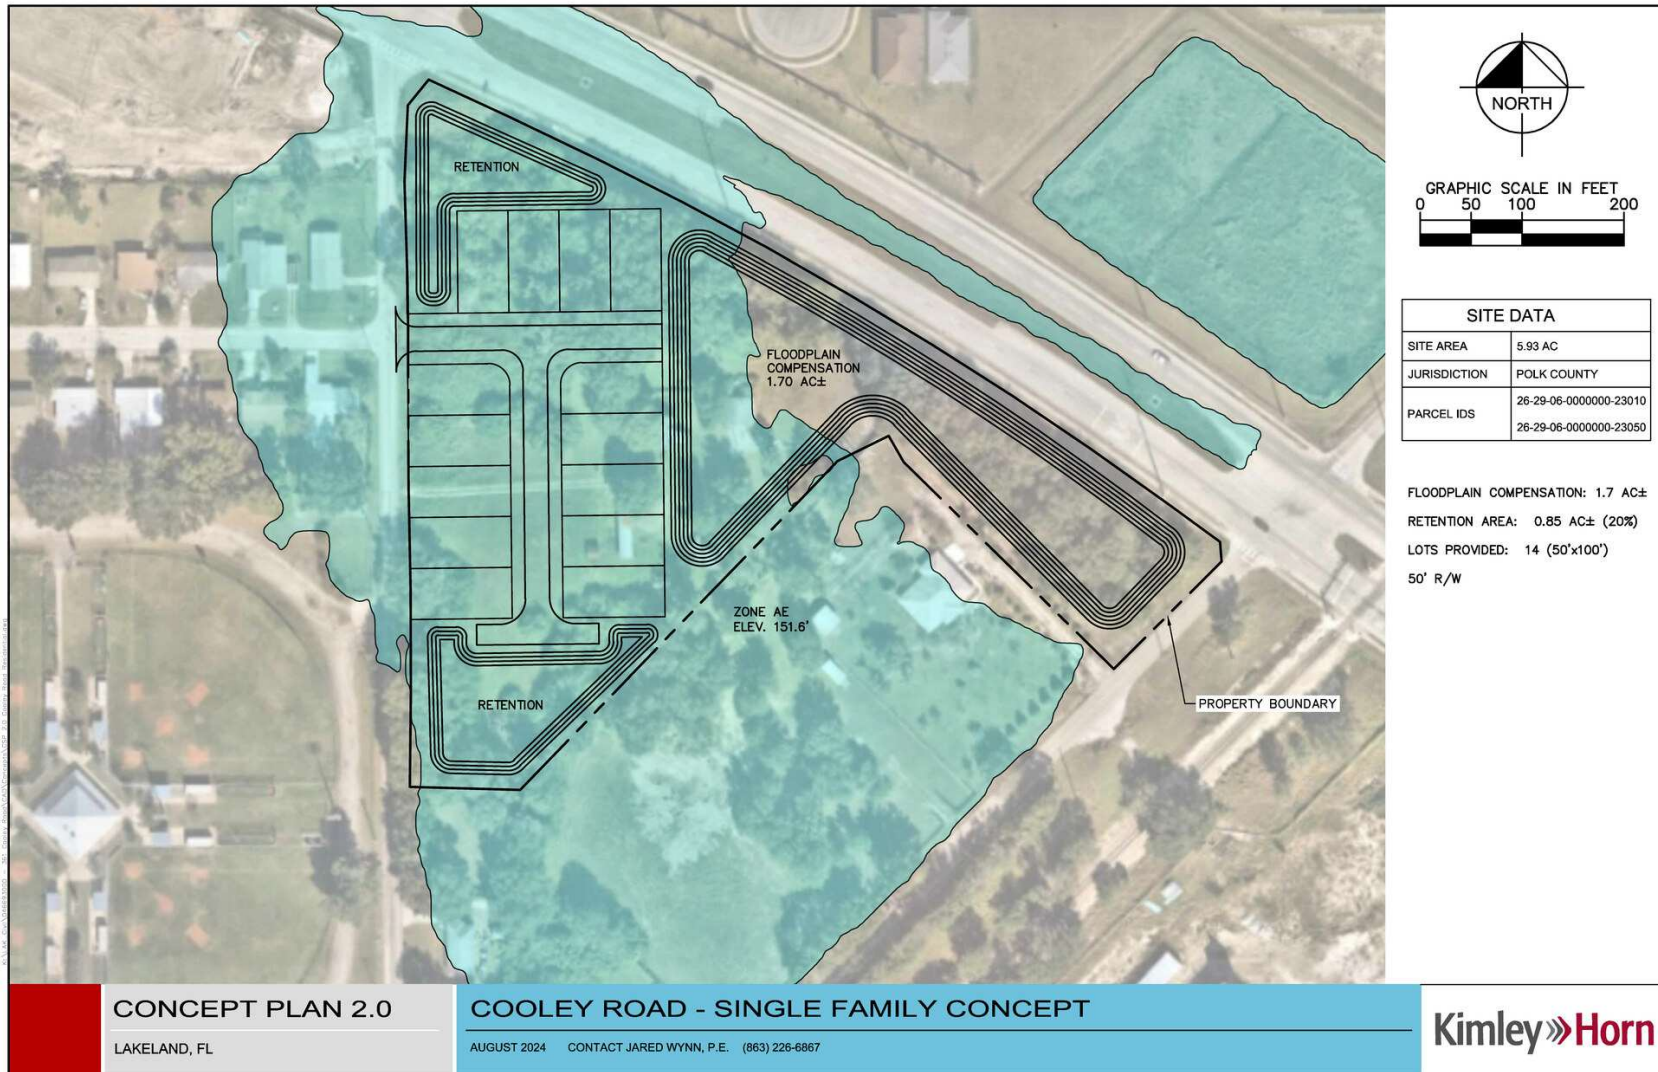 NORTH
GRAPHIC SCALE IN FEET
0 50 100 200
SITE DATA
SITE AREA 5.93 AC
JURISDICTION POLK COUNTY
PARCEL IDS 26-29-06-0000000-23010
26-29-06-0000000-23050
FLOODPLAIN COMPENSATION: 1.7 AC±
RETENTION AREA: 0.85 AC± (20%)
LOTS PROVIDED: 14 (50'x100')
50' R/W
RETENTION
FLOODPLAIN
COMPENSATION
1.70 AC±
ZONE AE
ELEV. 151.6'
RETENTION
PROPERTY BOUNDARY
CONCEPT PLAN 2.0
LAKELAND, FL
COOLEY ROAD - SINGLE FAMILY CONCEPT
AUGUST 2024 CONTACT JARED WYNN, P.E. (863) 226-6867
Kimley»Horn